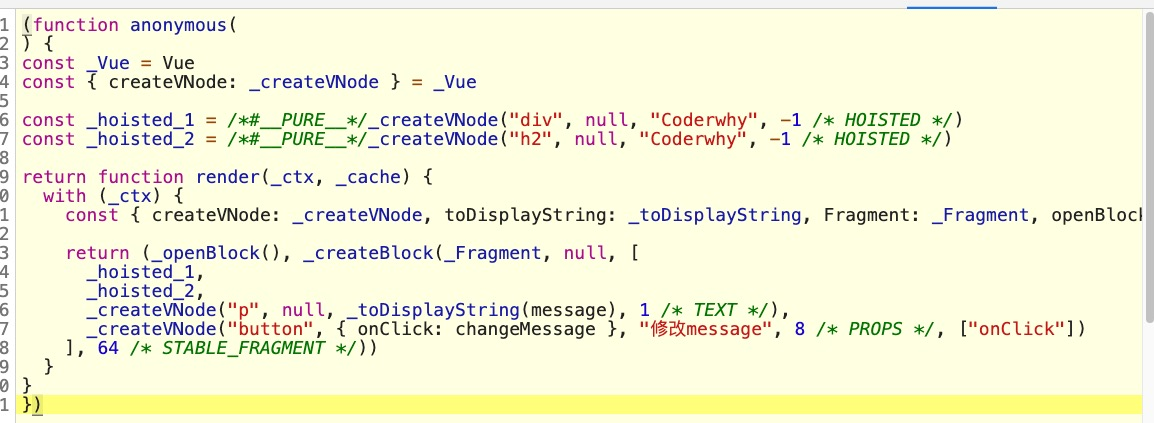 1 (function anonymous(
2 ) {
3 const _Vue = Vue
4 const { createVNode: _createVNode } = _Vue
5
6 const _hoisted_1 = /*#__PURE__*/_createVNode("div", null, "Coderwhy", -1 /* HOISTED */)
7 const _hoisted_2 = /*#__PURE__*/_createVNode("h2", null, "Coderwhy", -1 /* HOISTED */)
8
9 return function render(_ctx, _cache) {
0   with (_ctx) {
1     const { createVNode: _createVNode, toDisplayString: _toDisplayString, Fragment: _Fragment, openBlock
2
3     return (_openBlock(), _createBlock(_Fragment, null, [
4       _hoisted_1,
5       _hoisted_2,
6       _createVNode("p", null, _toDisplayString(message), 1 /* TEXT */),
7       _createVNode("button", { onClick: changeMessage }, "修改message", 8 /* PROPS */, ["onClick"])
8     ], 64 /* STABLE_FRAGMENT */))
9   }
0 }
1 })